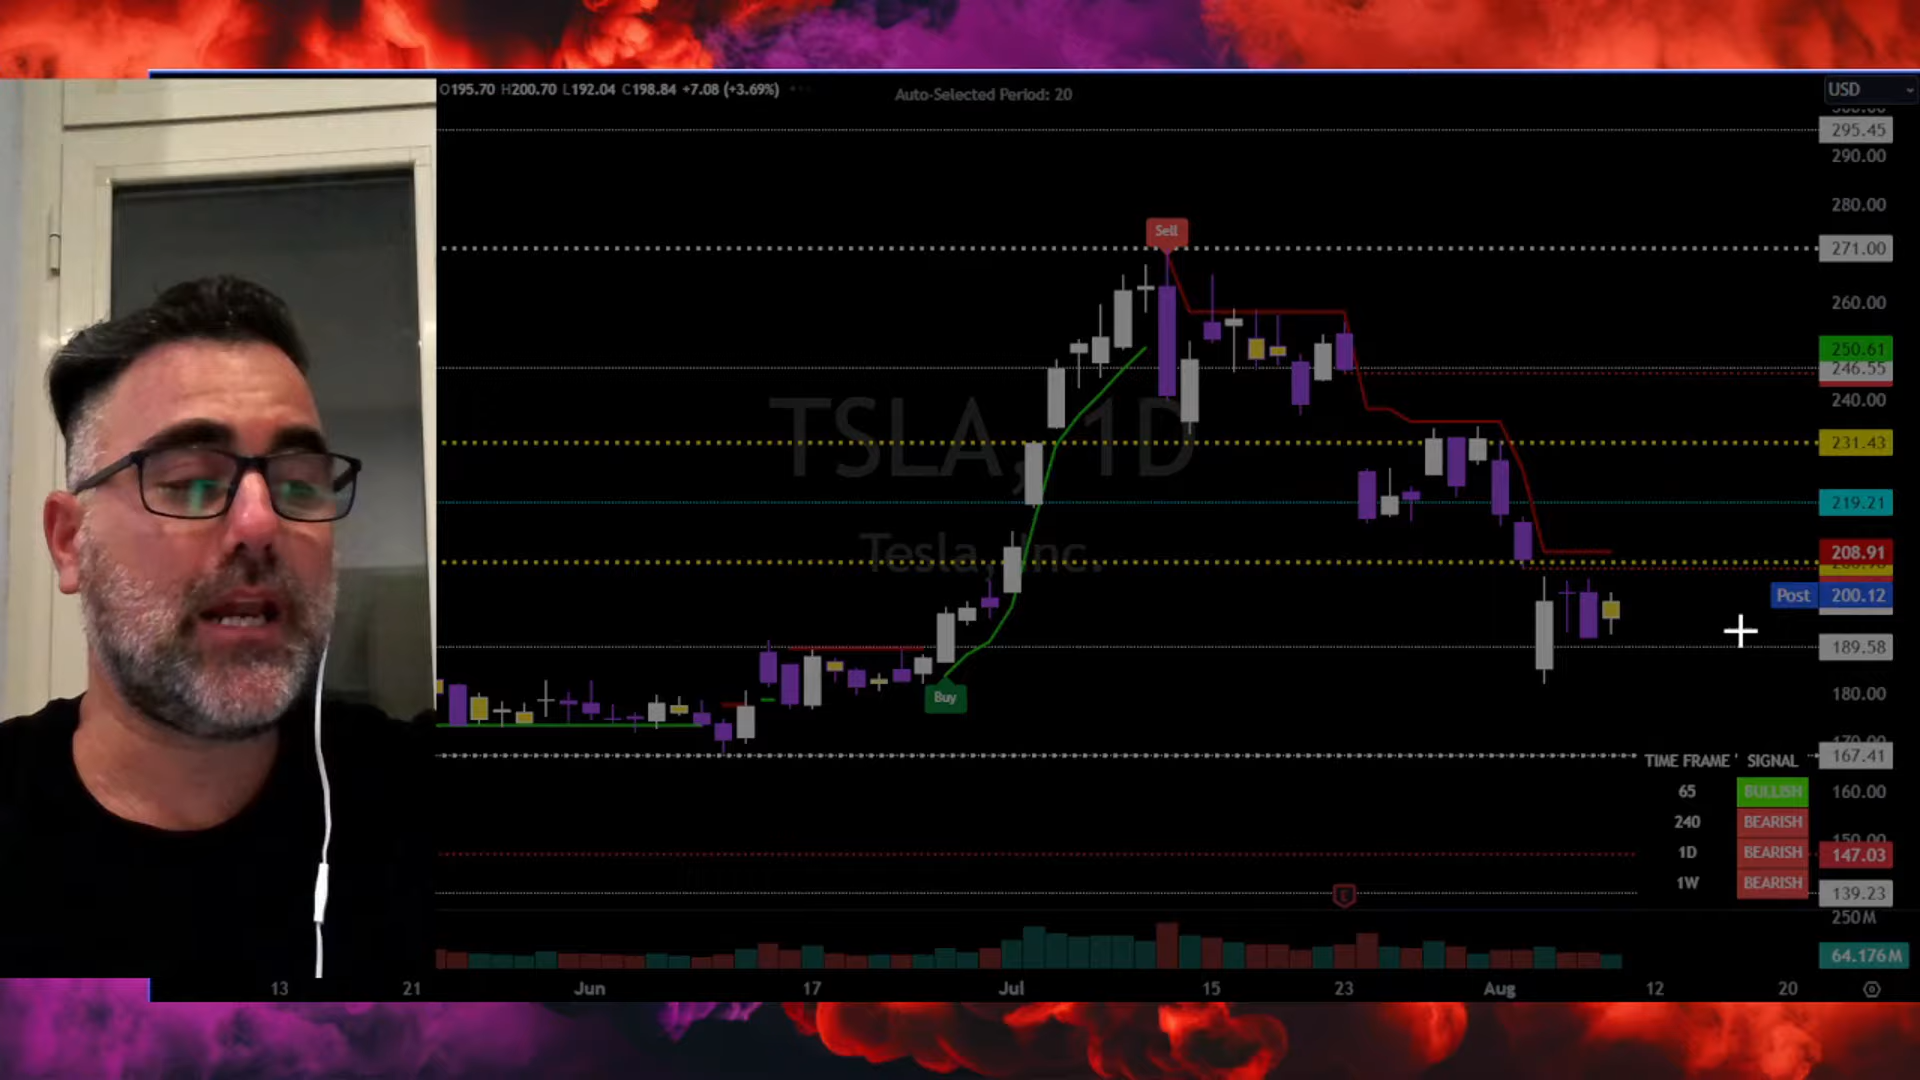 O195.70 H200.70 L192.04 C198.84 +7.08 (+3.69%)
Auto-Selected Period: 20
USD
295.45
290.00
280.00
Sell
271.00
260.00
250.61
246.55
240.00
TSLA, 1D
231.43
219.21
Tesla, Inc.
208.91
Post 200.12
189.58
Buy
180.00
167.41
TIME FRAME SIGNAL
65 BULLISH
160.00
240 BEARISH
150.00
1D BEARISH
147.03
1W BEARISH
139.23
E
250M
64.176M
13 21 Jun 17 Jul 15 23 Aug 12 20